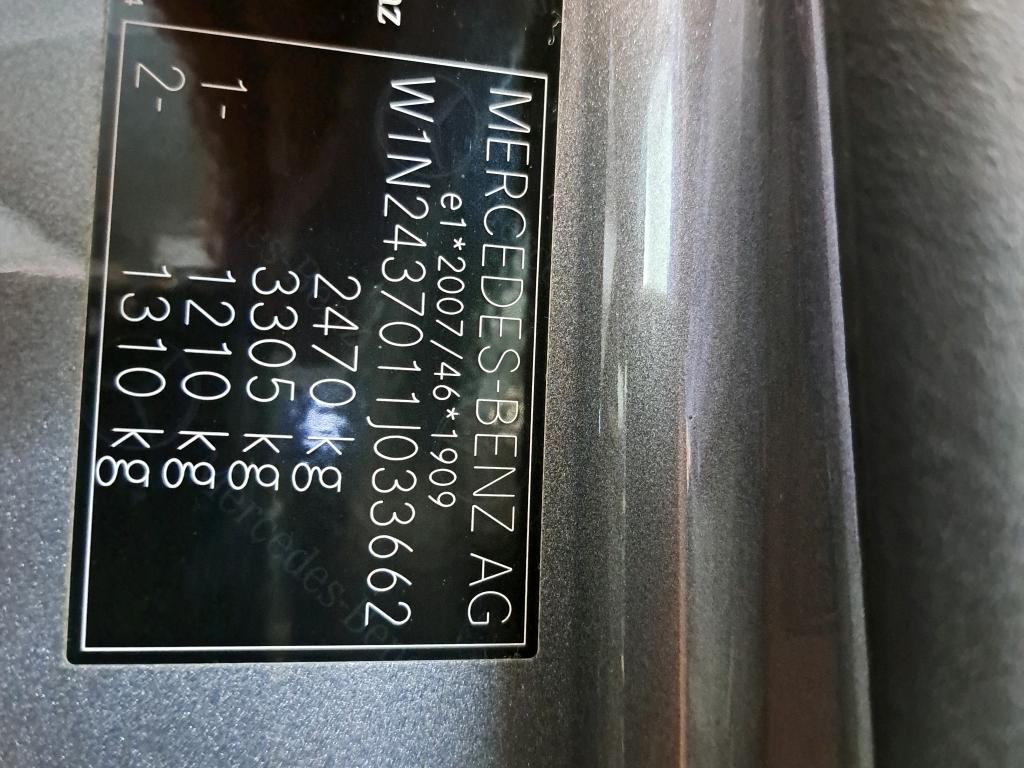 MERCEDES-BENZ AG
e1*2007/46*1909
W1N2437011J033662
2470 kg
3305 kg
1- 1210 kg
2- 1310 kg